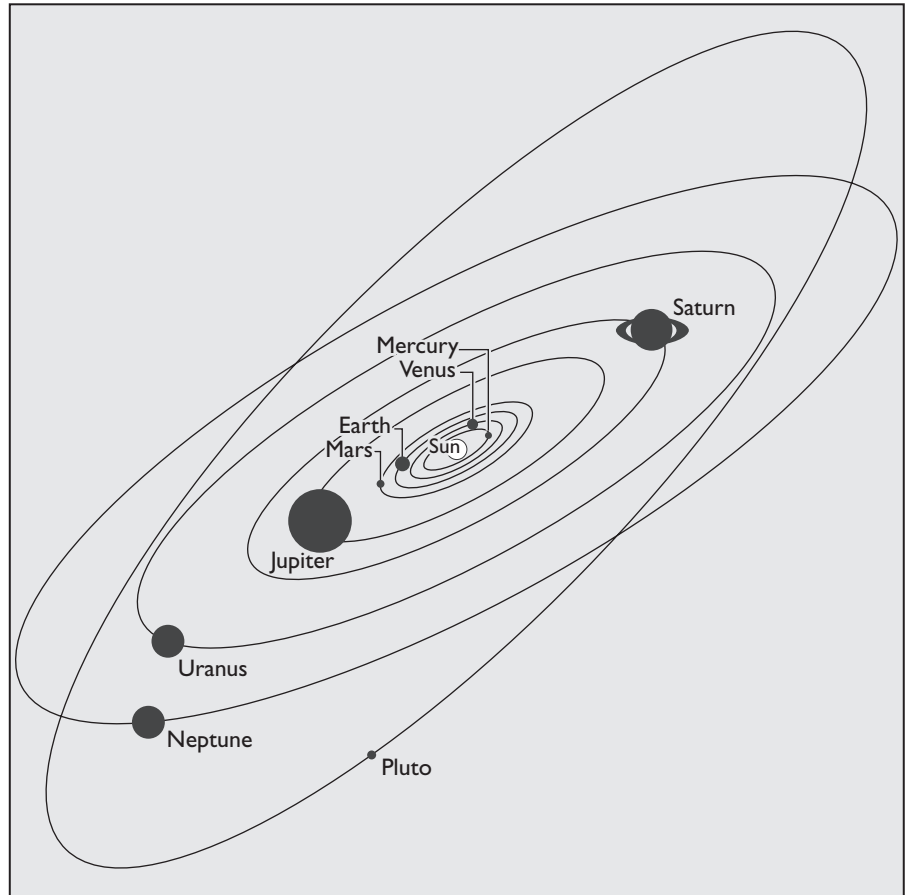 Saturn
Mercury
Venus
Earth
Sun
Mars
Jupiter
Uranus
Neptune
Pluto